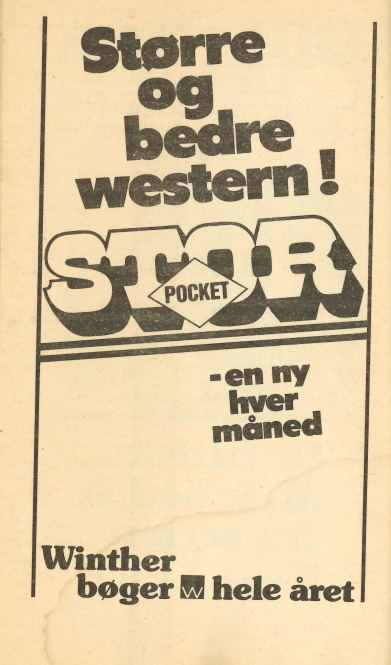 Større
og
bedre
western!
STOR
POCKET
- en ny
hver
måned
Winther
bøger W hele året